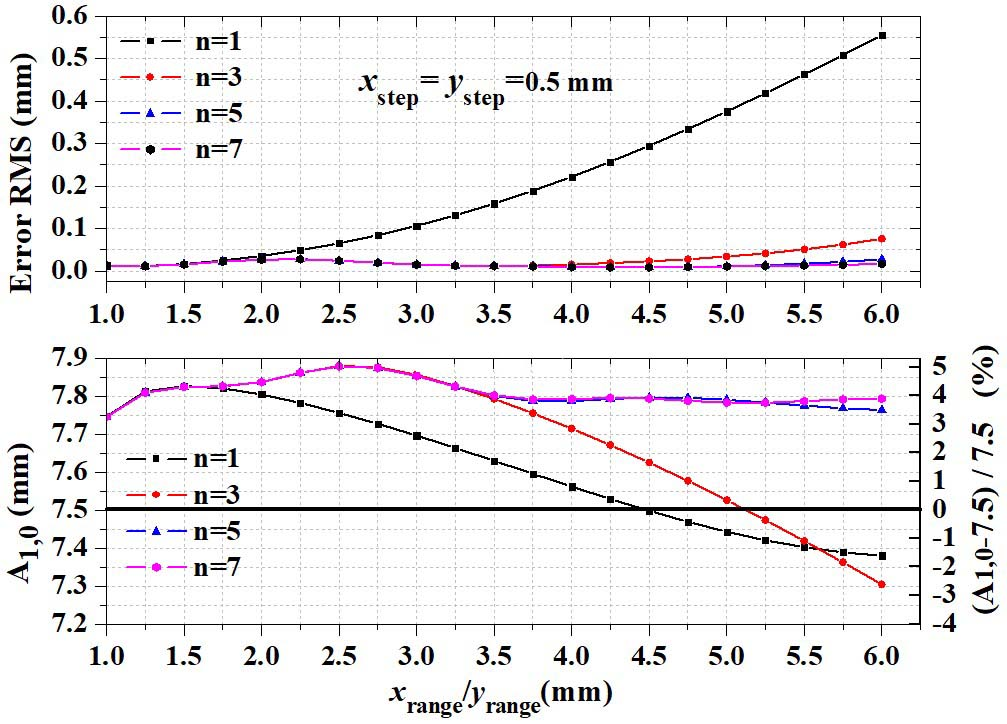 0.6
0.5
0.4
0.3
0.2
0.1
0.0
Error RMS (mm)
n=1
n=3
n=5
n=7
xstep= ystep=0.5 mm
1.0 1.5 2.0 2.5 3.0 3.5 4.0 4.5 5.0 5.5 6.0
7.9
7.8
7.7
7.6
7.5
7.4
7.3
7.2
A1,0 (mm)
n=1
n=3
n=5
n=7
5
4
3
2
1
0
-1
-2
-3
-4
(A1,0-7.5) / 7.5 (%)
1.0 1.5 2.0 2.5 3.0 3.5 4.0 4.5 5.0 5.5 6.0
xrange/yrange(mm)